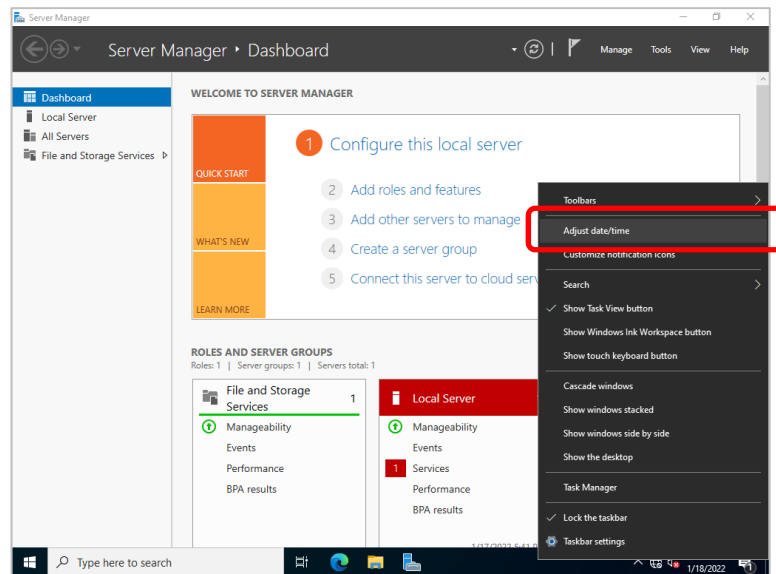 Server Manager
Server Manager • Dashboard
Manage Tools View Help
Dashboard
Local Server
All Servers
File and Storage Services
WELCOME TO SERVER MANAGER
QUICK START
WHAT'S NEW
LEARN MORE
1 Configure this local server
2 Add roles and features
3 Add other servers to manage
4 Create a server group
5 Connect this server to cloud serv
ROLES AND SERVER GROUPS
Roles: 1 | Server groups: 1 | Servers total: 1
File and Storage
Services
1
Manageability
Events
Performance
BPA results
Local Server
Manageability
Events
1 Services
Performance
BPA results
Toolbars
Adjust date/time
Customize notification icons
Search
Show Task View button
Show Windows Ink Workspace button
Show touch keyboard button
Cascade windows
Show windows stacked
Show windows side by side
Show the desktop
Task Manager
Lock the taskbar
Taskbar settings
Type here to search
1/18/2022